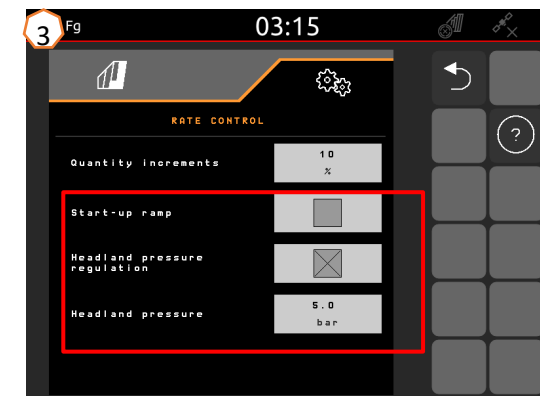 3
Fg
03:15
RATE CONTROL
Quantity increments
10
%
Start-up ramp
Headland pressure
regulation
Headland pressure
5.0
bar
?